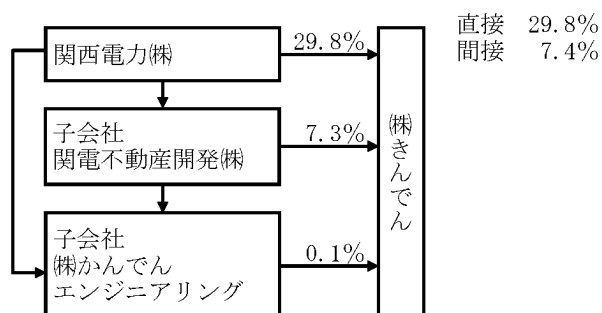 関西電力㈱
29.8%
子会社
関電不動産開発㈱
7.3%
子会社
㈱かんでん
エンジニアリング
0.1%
㈱きんでん
直接 29.8%
間接 7.4%